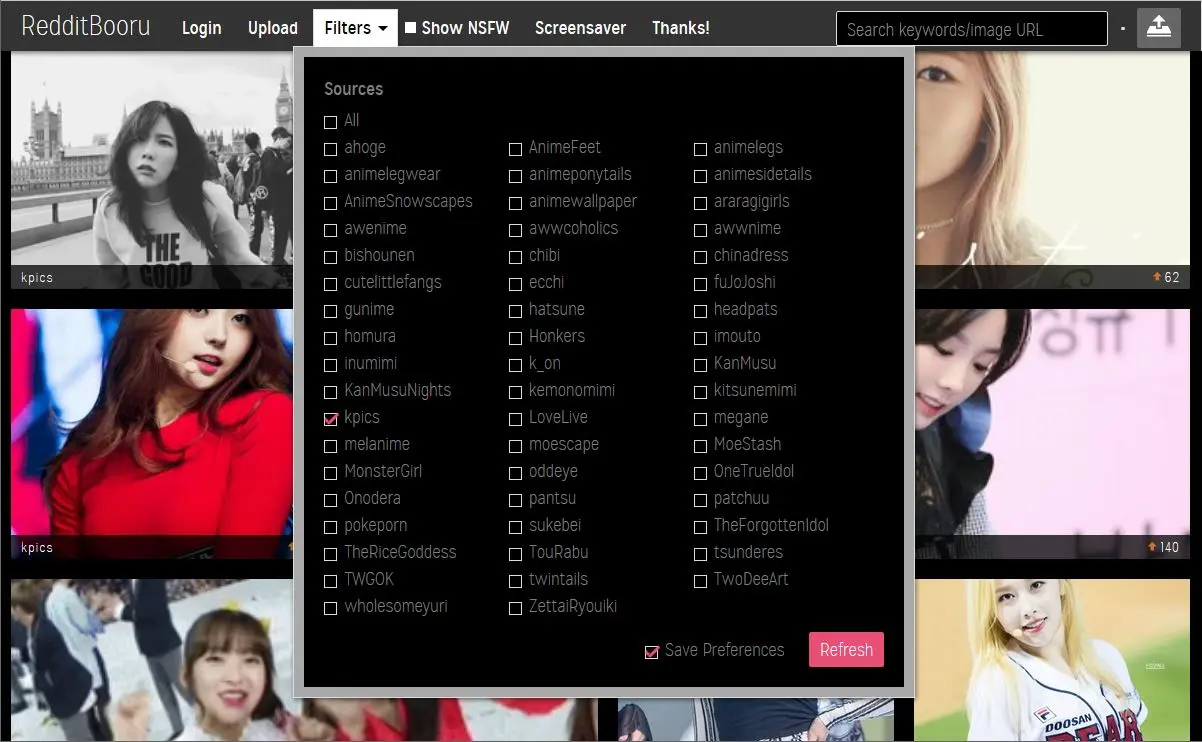 RedditBooru Login Upload Filters Show NSFW Screensaver Thanks! Search keywords/image URL
Sources
All
ahoge AnimeFeet animelegs
animelegwear animeponytails animesidetails
AnimeSnowscapes animewallpaper araragigirls
awenime awwcoholics awwnime
bishounen chibi chinadress
cutelittlefangs ecchi fuJoJoshi
gunime hatsune headpats
homura Honkers imouto
inumimi k_on KanMusu
KanMusuNights kemonomimi kitsunemimi
kpics LoveLive megane
melanime moescape MoeStash
MonsterGirl oddeye OneTrueIdol
Onodera pantsu patchuu
pokeporn sukebei TheForgottenIdol
TheRiceGoddess TouRabu tsunderes
TWGOK twintails TwoDeeArt
wholesomeyuri ZettaiRyouiki
Save Preferences Refresh
THE
GOOD
kpics
62
kpics
140
DOOSAN